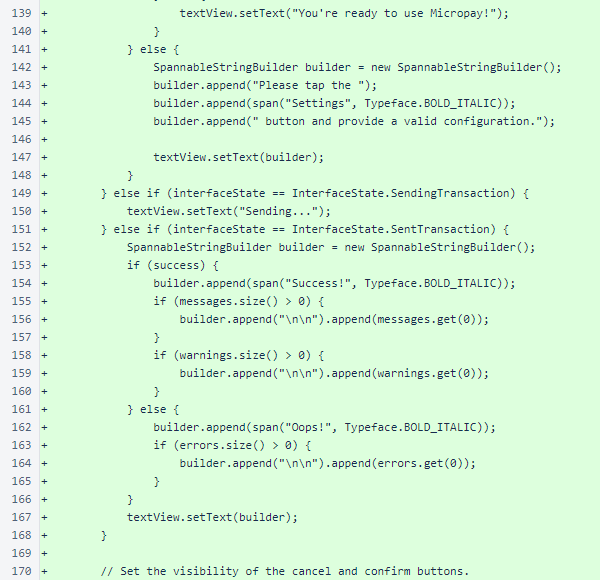 139 + textView.setText("You're ready to use Micropay!");
140 + }
141 + } else {
142 + SpannableStringBuilder builder = new SpannableStringBuilder();
143 + builder.append("Please tap the ");
144 + builder.append(span("Settings", Typeface.BOLD_ITALIC));
145 + builder.append(" button and provide a valid configuration.");
146 +
147 + textView.setText(builder);
148 + }
149 + } else if (interfaceState == InterfaceState.SendingTransaction) {
150 + textView.setText("Sending...");
151 + } else if (interfaceState == InterfaceState.SentTransaction) {
152 + SpannableStringBuilder builder = new SpannableStringBuilder();
153 + if (success) {
154 + builder.append(span("Success!", Typeface.BOLD_ITALIC));
155 + if (messages.size() > 0) {
156 + builder.append("\n\n").append(messages.get(0));
157 + }
158 + if (warnings.size() > 0) {
159 + builder.append("\n\n").append(warnings.get(0));
160 + }
161 + } else {
162 + builder.append(span("Oops!", Typeface.BOLD_ITALIC));
163 + if (errors.size() > 0) {
164 + builder.append("\n\n").append(errors.get(0));
165 + }
166 + }
167 + textView.setText(builder);
168 + }
169 +
170 + // Set the visibility of the cancel and confirm buttons.